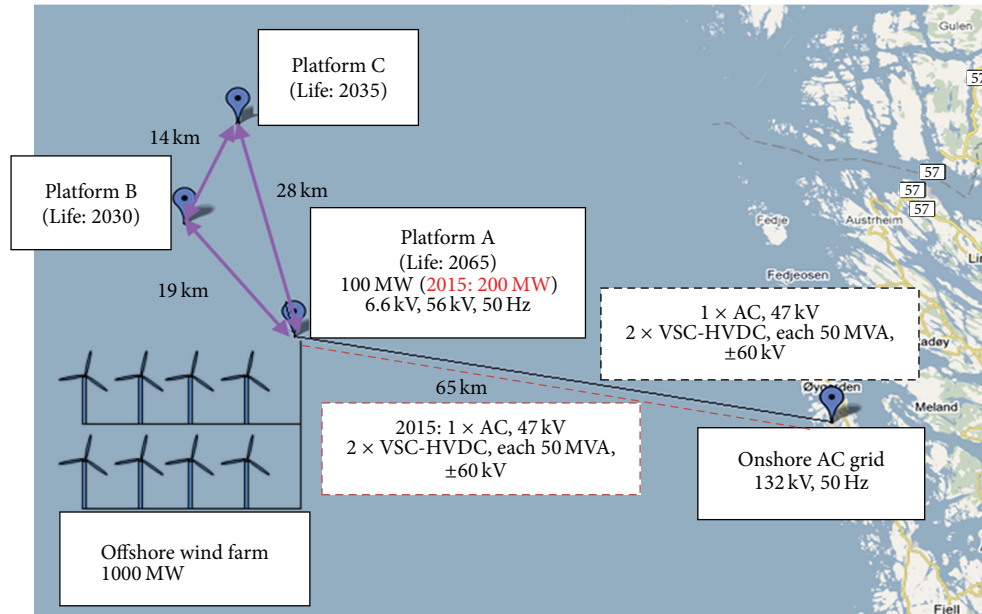 Gulen
57
Platform C
(Life: 2035)
14 km
57
57
57
Platform B
(Life: 2030)
28 km
Fedje
Austrheim
Platform A
(Life: 2065)
100 MW (2015: 200 MW)
6.6 kV, 56 kV, 50 Hz
19 km
Fedjeosen
1 × AC, 47 kV
2 × VSC-HVDC, each 50 MVA,
±60 kV
65 km
Meland
2015: 1 × AC, 47 kV
2 × VSC-HVDC, each 50 MVA,
±60 kV
Onshore AC grid
132 kV, 50 Hz
Offshore wind farm
1000 MW
Fjell